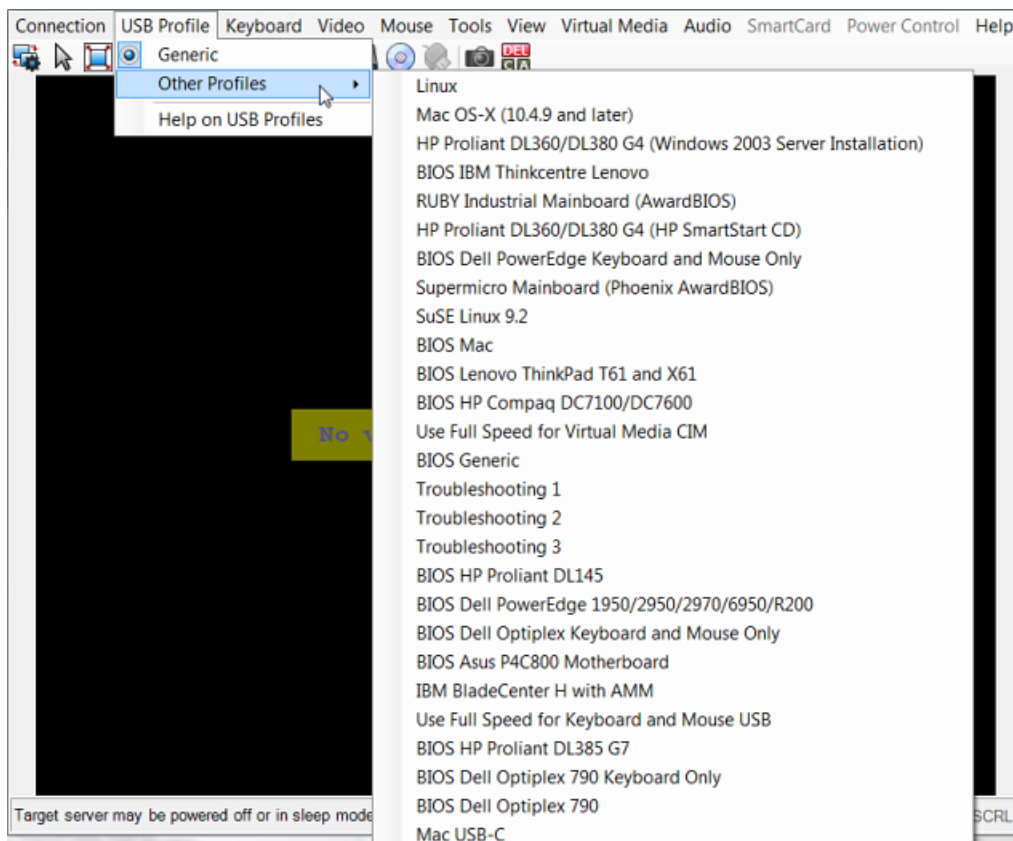 Connection USB Profile Keyboard Video Mouse Tools View Virtual Media Audio SmartCard Power Control Help
Generic
DEL
C A
Other Profiles
Help on USB Profiles
Linux
Mac OS-X (10.4.9 and later)
HP Proliant DL360/DL380 G4 (Windows 2003 Server Installation)
BIOS IBM Thinkcentre Lenovo
RUBY Industrial Mainboard (AwardBIOS)
HP Proliant DL360/DL380 G4 (HP SmartStart CD)
BIOS Dell PowerEdge Keyboard and Mouse Only
Supermicro Mainboard (Phoenix AwardBIOS)
SuSE Linux 9.2
BIOS Mac
BIOS Lenovo ThinkPad T61 and X61
BIOS HP Compaq DC7100/DC7600
Use Full Speed for Virtual Media CIM
BIOS Generic
Troubleshooting 1
Troubleshooting 2
Troubleshooting 3
BIOS HP Proliant DL145
BIOS Dell PowerEdge 1950/2950/2970/6950/R200
BIOS Dell Optiplex Keyboard and Mouse Only
BIOS Asus P4C800 Motherboard
IBM BladeCenter H with AMM
Use Full Speed for Keyboard and Mouse USB
BIOS HP Proliant DL385 G7
BIOS Dell Optiplex 790 Keyboard Only
BIOS Dell Optiplex 790
Mac USB-C
No
Target server may be powered off or in sleep mode
SCRL